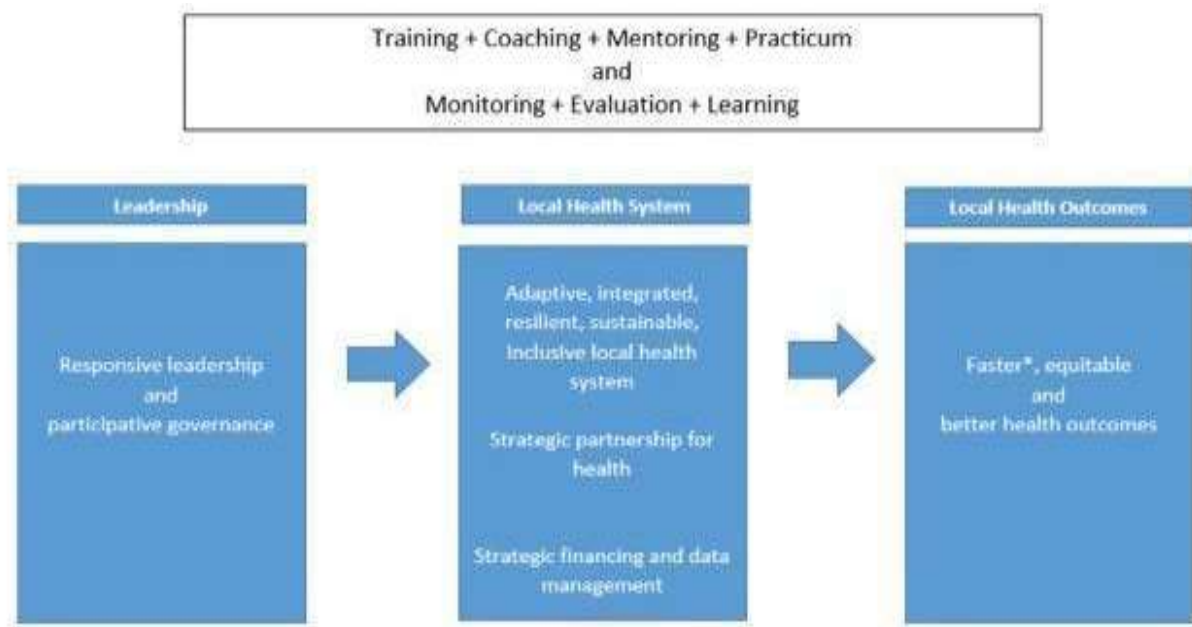 Training + Coaching + Mentoring + Practicum
and
Monitoring + Evaluation + Learning
Leadership
Responsive leadership
and
participative governance
Local Health System
Adaptive, integrated,
resilient, sustainable,
inclusive local health
system
Strategic partnership for
health
Strategic financing and data
management
Local Health Outcomes
Faster*, equitable
and
better health outcomes